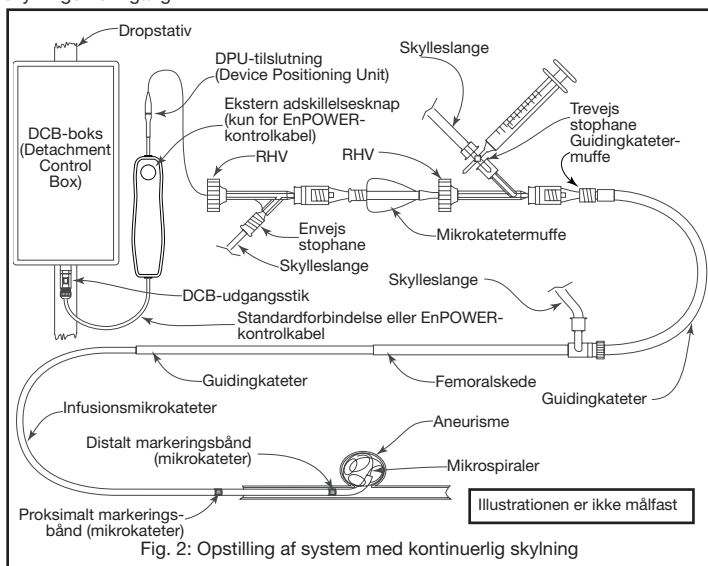 Dropstativ
DPU-tilslutning
(Device Positioning Unit)
Ekstern adskillelsesknap
(kun for EnPOWER-
kontrolkabel)
RHV
RHV
Skylleslange
Trevejs
stophane
Guidingkateter-
muffe
DCB-boks
(Detachment
Control
Box)
Envejs
stophane
Skylleslange
Mikrokatetermuffe
Skylleslange
DCB-udgangsstik
Standardforbindelse eller EnPOWER-
kontrolkabel
Guidingkateter
Femoralskede
Guidingkateter
Infusionsmikrokateter
Aneurisme
Distalt markeringsbånd
(mikrokateter)
Mikrospiraler
Proksimalt markerings-
bånd (mikrokateter)
Illustrationen er ikke målfast
Fig. 2: Opstilling af system med kontinuerlig skylning